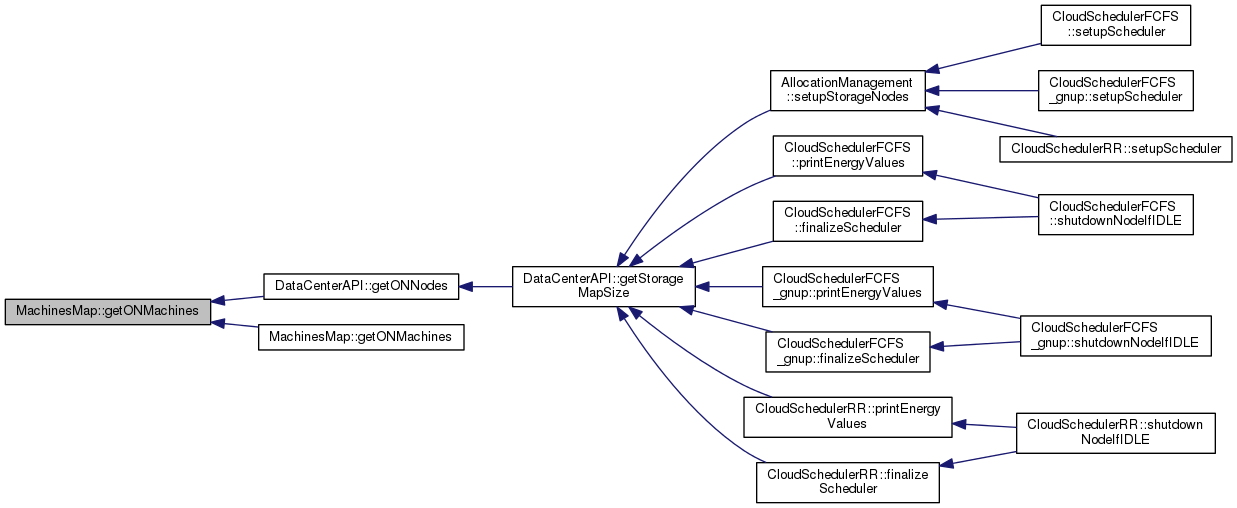 MachinesMap::getONMachines
DataCenterAPI::getONNodes
MachinesMap::getONMachines
DataCenterAPI::getStorage
MapSize
AllocationManagement
::setupStorageNodes
CloudSchedulerFCFS
::printEnergyValues
CloudSchedulerFCFS
::finalizeScheduler
CloudSchedulerFCFS
_gnup::printEnergyValues
CloudSchedulerFCFS
_gnup::finalizeScheduler
CloudSchedulerRR::printEnergy
Values
CloudSchedulerRR::finalize
Scheduler
CloudSchedulerFCFS
::setupScheduler
CloudSchedulerFCFS
_gnup::setupScheduler
CloudSchedulerRR::setupScheduler
CloudSchedulerFCFS
::shutdownNodeIfIDLE
CloudSchedulerFCFS
_gnup::shutdownNodeIfIDLE
CloudSchedulerRR::shutdown
NodeIfIDLE